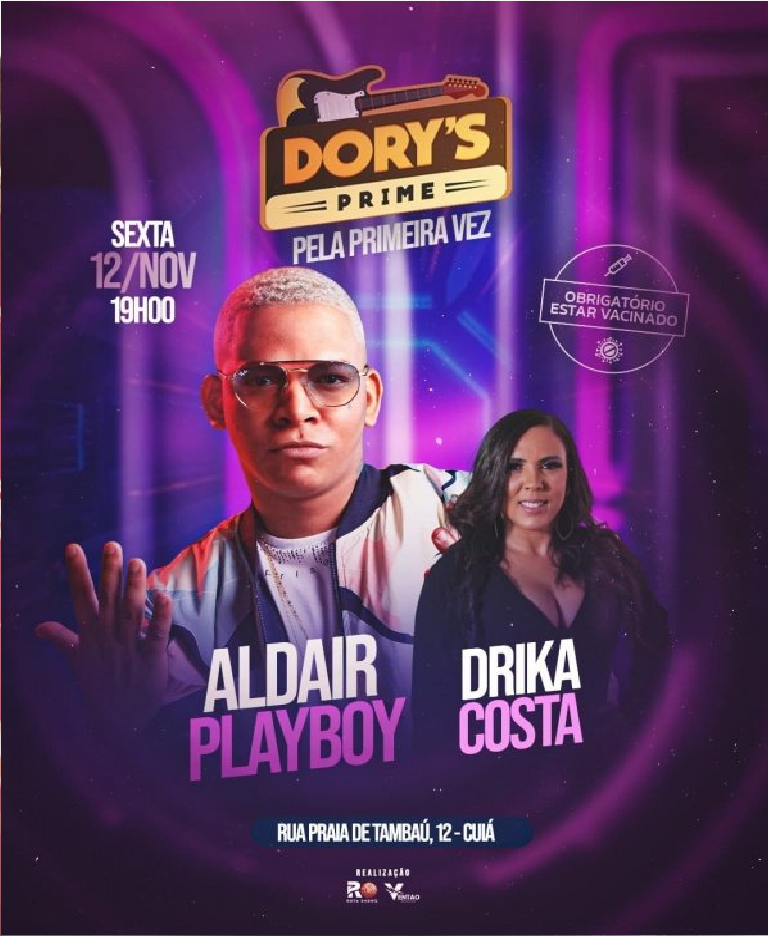 DORY'S
PRIME
PELA PRIMEIRA VEZ
SEXTA
12/NOV
19H00
OBRIGATÓRIO
ESTAR VACINADO
ALDAIR
PLAYBOY
DRIKA
COSTA
RUA PRAIA DE TAMBAÚ, 12 - CUIÁ
REALIZAÇÃO